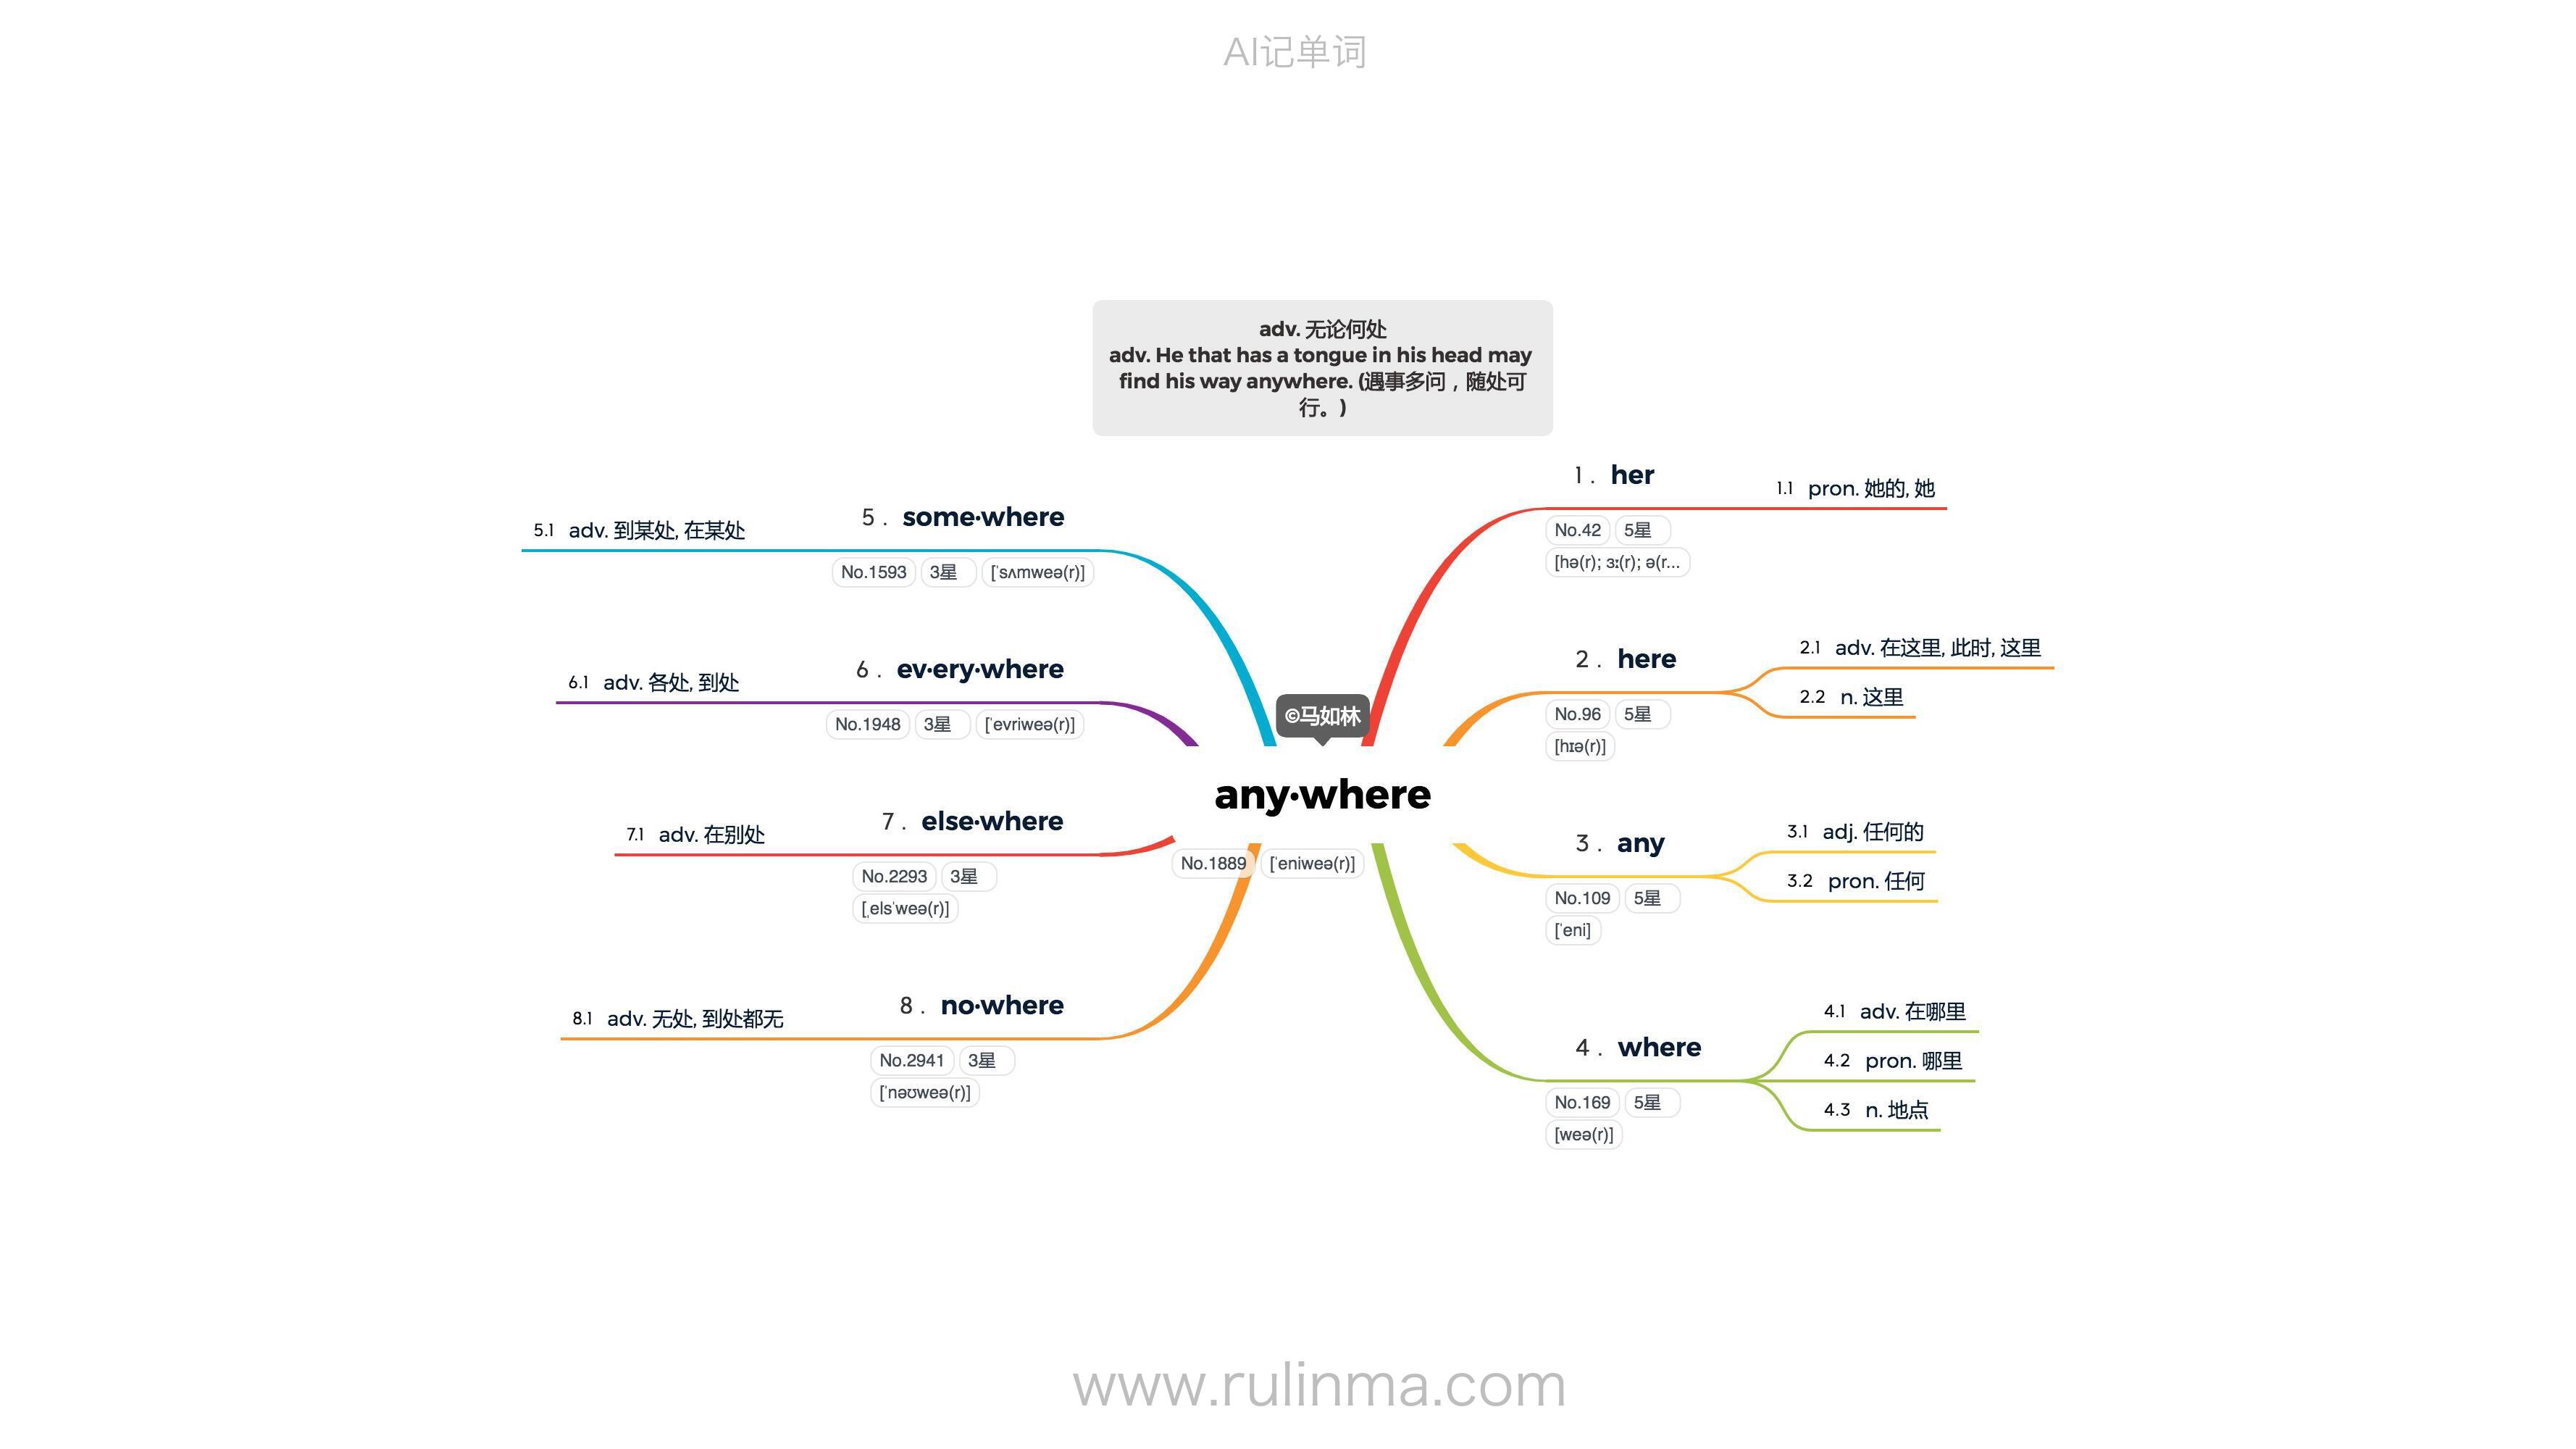 AI记单词
adv. 无论何处
adv. He that has a tongue in his head may
find his way anywhere. (遇事多问，随处可
行。)
©马如林
any·where
No.1889 [ˈeniweə(r)]
1. her
No.42 5星
[hə(r); ɜː(r); ə(r...
1.1 pron. 她的, 她
2. here
No.96 5星
[hɪə(r)]
2.1 adv. 在这里, 此时, 这里
2.2 n. 这里
3. any
No.109 5星
[ˈeni]
3.1 adj. 任何的
3.2 pron. 任何
4. where
No.169 5星
[weə(r)]
4.1 adv. 在哪里
4.2 pron. 哪里
4.3 n. 地点
5. some·where
No.1593 3星 [ˈsʌmweə(r)]
5.1 adv. 到某处, 在某处
6. ev·ery·where
No.1948 3星 [ˈevriweə(r)]
6.1 adv. 各处, 到处
7. else·where
No.2293 3星
[ˌelsˈweə(r)]
7.1 adv. 在别处
8. no·where
No.2941 3星
[ˈnəʊweə(r)]
8.1 adv. 无处, 到处都无
www.rulinma.com